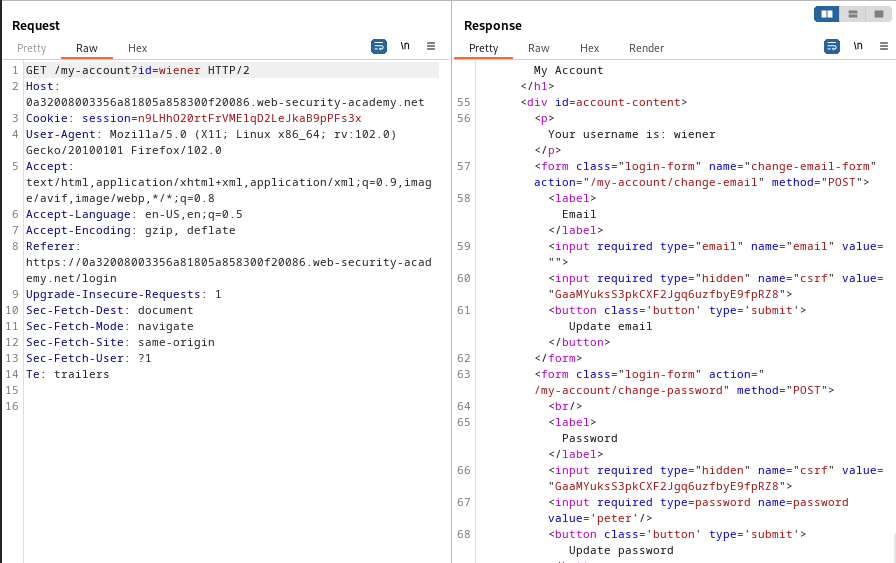 Request
Pretty Raw Hex
\n
1 GET /my-account?id=wiener HTTP/2
2 Host:
0a32008003356a81805a858300f20086.web-security-academy.net
3 Cookie: session=n9LHhO20rtFrVMElqD2LeJkaB9pPFs3x
4 User-Agent: Mozilla/5.0 (X11; Linux x86_64; rv:102.0)
Gecko/20100101 Firefox/102.0
5 Accept:
text/html,application/xhtml+xml,application/xml;q=0.9,imag
e/avif,image/webp,*/*;q=0.8
6 Accept-Language: en-US,en;q=0.5
7 Accept-Encoding: gzip, deflate
8 Referer:
https://0a32008003356a81805a858300f20086.web-security-acad
emy.net/login
9 Upgrade-Insecure-Requests: 1
10 Sec-Fetch-Dest: document
11 Sec-Fetch-Mode: navigate
12 Sec-Fetch-Site: same-origin
13 Sec-Fetch-User: ?1
14 Te: trailers
15
16
Response
Pretty Raw Hex Render
\n
My Account
</h1>
55 <div id=account-content>
56 <p>
Your username is: wiener
</p>
57 <form class="login-form" name="change-email-form"
action="/my-account/change-email" method="POST">
58 <label>
Email
</label>
59 <input required type="email" name="email" value=
"">
60 <input required type="hidden" name="csrf" value=
"GaaMYuksS3pkCXF2Jgq6uzfbyE9fpRZ8">
61 <button class='button' type='submit'>
Update email
</button>
62 </form>
63 <form class="login-form" action="
/my-account/change-password" method="POST">
64 <br/>
65 <label>
Password
</label>
66 <input required type="hidden" name="csrf" value=
"GaaMYuksS3pkCXF2Jgq6uzfbyE9fpRZ8">
67 <input required type=password name=password
value='peter'/>
68 <button class='button' type='submit'>
Update password